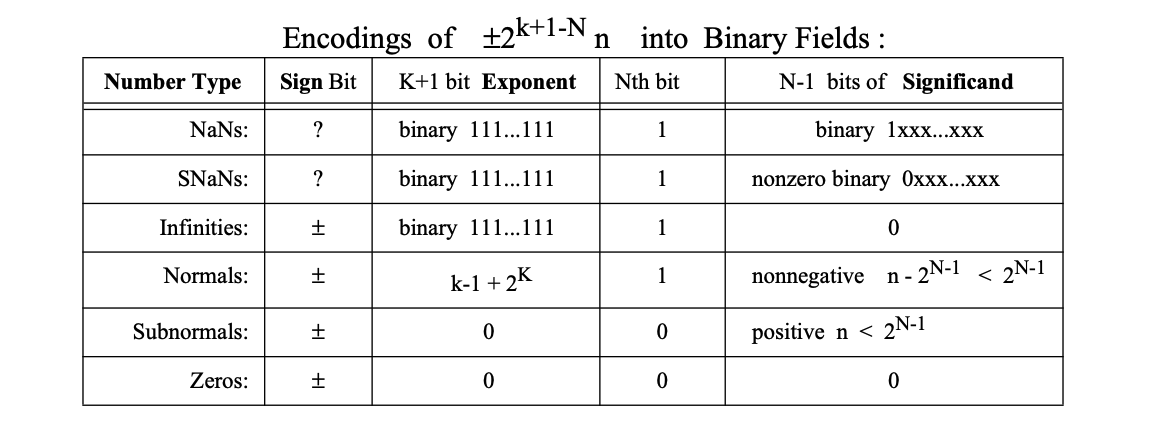 Encodings of ±2^k+1-N n into Binary Fields :
Number Type Sign Bit K+1 bit Exponent Nth bit N-1 bits of Significand
NaNs: ? binary 111...111 1 binary 1xxx...xxx
SNaNs: ? binary 111...111 1 nonzero binary 0xxx...xxx
Infinities: ± binary 111...111 1 0
Normals: ± k-1 + 2^K 1 nonnegative n - 2^N-1 < 2^N-1
Subnormals: ± 0 0 positive n < 2^N-1
Zeros: ± 0 0 0